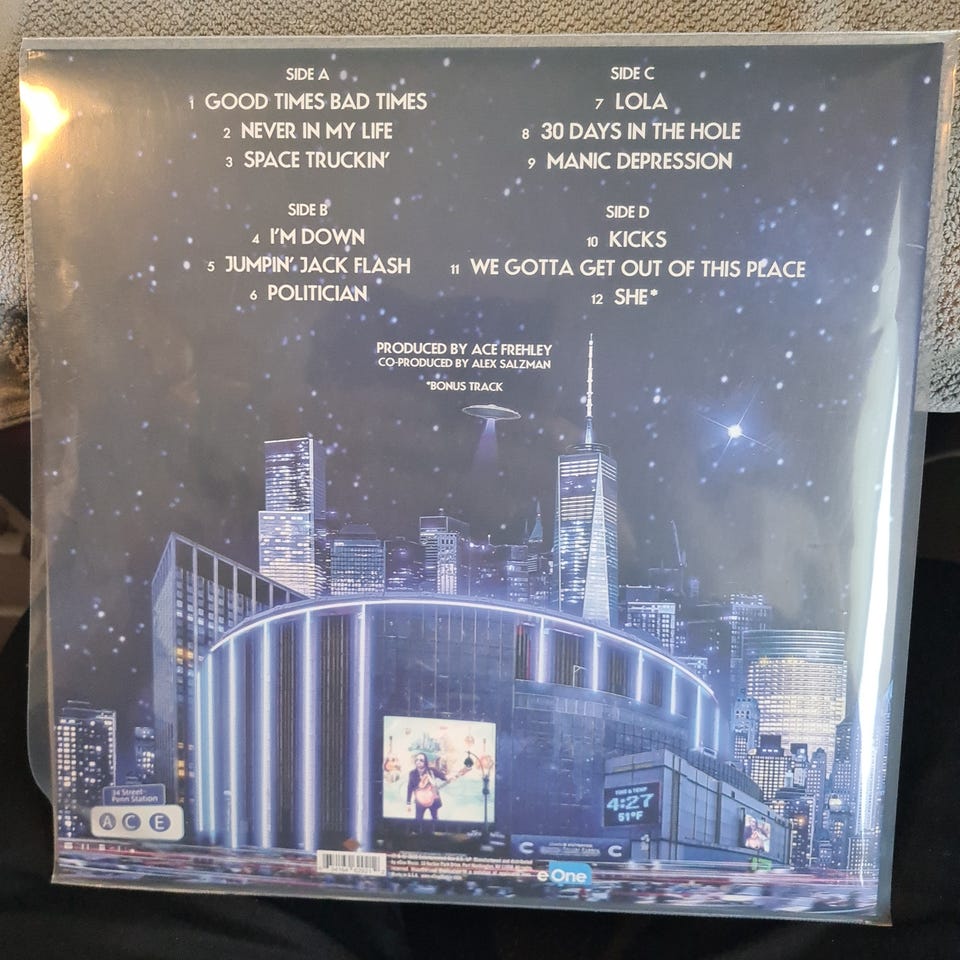 SIDE A
1 GOOD TIMES BAD TIMES
2 NEVER IN MY LIFE
3 SPACE TRUCKIN'
SIDE B
4 I'M DOWN
5 JUMPIN' JACK FLASH
6 POLITICIAN
SIDE C
7 LOLA
8 30 DAYS IN THE HOLE
9 MANIC DEPRESSION
SIDE D
10 KICKS
11 WE GOTTA GET OUT OF THIS PLACE
12 SHE*
PRODUCED BY ACE FREHLEY
CO-PRODUCED BY ALEX SALZMAN
*BONUS TRACK
34 Street-
Penn Station
A C E
TIME & TEMP
4:27
51°F
C C
eOne